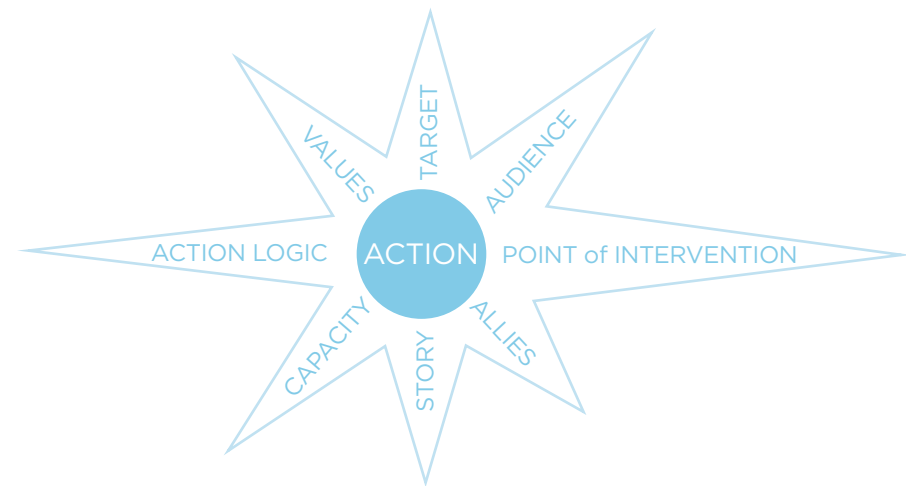 TARGET
VALUES
AUDIENCE
ACTION LOGIC
ACTION
POINT of INTERVENTION
CAPACITY
STORY
ALLIES